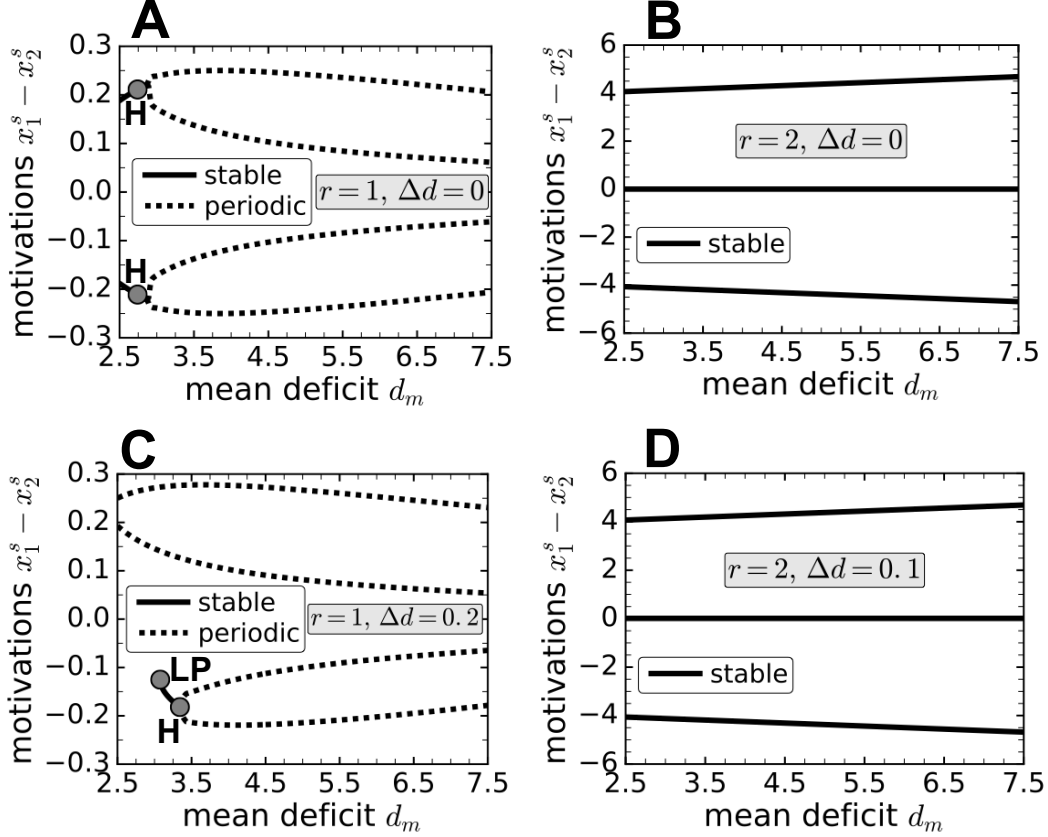 A
motivations x₁ˢ − x₂ˢ
0.3
0.2
0.1
0.0
−0.1
−0.2
−0.3
H
H
stable
periodic
r = 1, Δd = 0
2.5 3.5 4.5 5.5 6.5 7.5
mean deficit dₘ
B
motivations x₁ˢ − x₂ˢ
6
4
2
0
−2
−4
−6
r = 2, Δd = 0
stable
2.5 3.5 4.5 5.5 6.5 7.5
mean deficit dₘ
C
motivations x₁ˢ − x₂ˢ
0.3
0.2
0.1
0.0
−0.1
−0.2
−0.3
stable
periodic
r = 1, Δd = 0.2
LP
H
2.5 3.5 4.5 5.5 6.5 7.5
mean deficit dₘ
D
motivations x₁ˢ − x₂ˢ
6
4
2
0
−2
−4
−6
r = 2, Δd = 0.1
stable
2.5 3.5 4.5 5.5 6.5 7.5
mean deficit dₘ